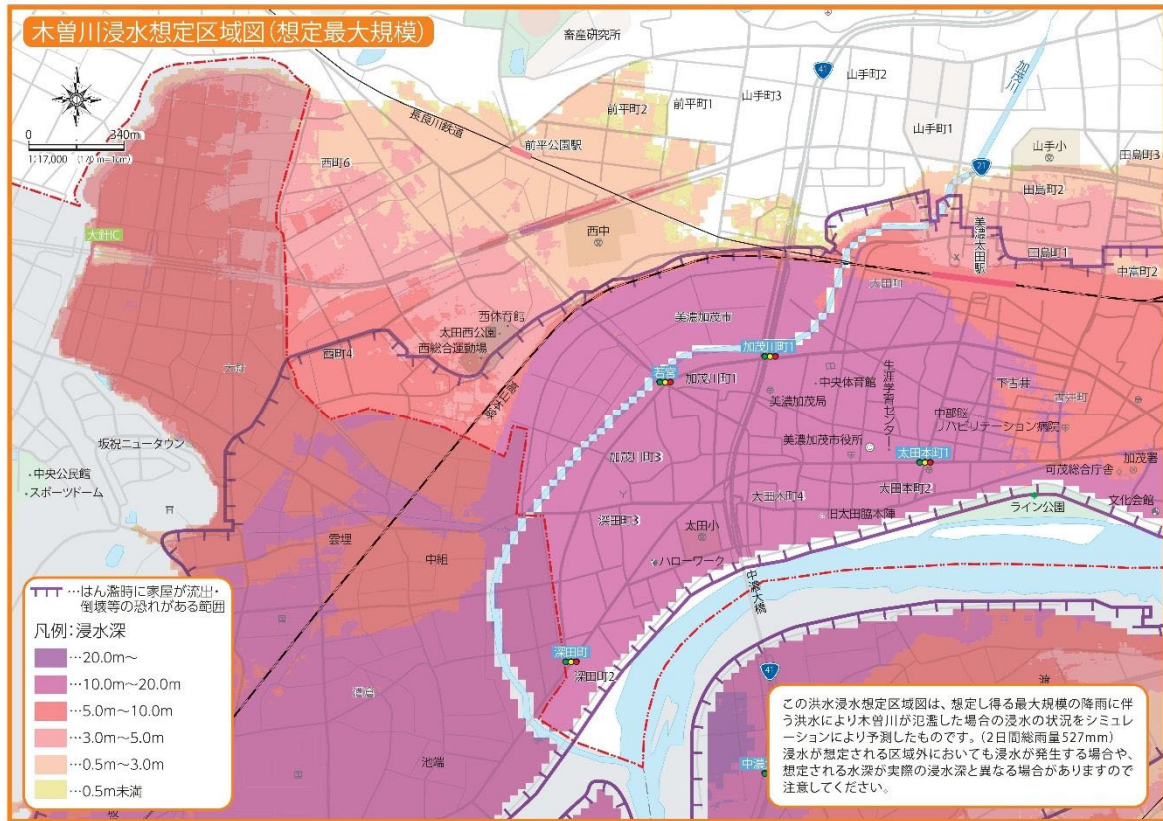 木曽川浸水想定区域図(想定最大規模)
畜産研究所
41
山手町2
加茂川
山手町3
前平町2
前平町1
山手町1
長良川鉄道
前平公園駅
山手小
田島町3
21
0 340m
1:17,000 (170m=1cm)
西町6
田島町2
大針IC
西中
美濃太田駅
田島町1
中富町2
太田町
美濃加茂市
西体育館
太田西公園
西総合運動場
西町4
加茂川町1
若宮
加茂川町1
高山本線
中央体育館
生涯学習センター
下古井
古井町
美濃加茂局
中部脳
リハビリテーション病院
坂祝ニュータウン
美濃加茂市役所
加茂川町3
太田本町1
中央公民館
スポーツドーム
可茂総合庁舎
加茂署
太田本町4
太田本町2
文化会館
ライン公園
深田町3
旧太田脇本陣
太田小
雲埋
中組
ハローワーク
中濃大橋
深田町
深田町2
41
池端
…はん濫時に家屋が流出・
倒壊等の恐れがある範囲
凡例:浸水深
…20.0m～
…10.0m～20.0m
…5.0m～10.0m
…3.0m～5.0m
…0.5m～3.0m
…0.5m未満
この洪水浸水想定区域図は、想定し得る最大規模の降雨に伴
う洪水により木曽川が氾濫した場合の浸水の状況をシミュレ
ーションにより予測したものです。(2日間総雨量527mm)
浸水が想定される区域外においても浸水が発生する場合や、
想定される水深が実際の浸水深と異なる場合がありますので
注意してください。